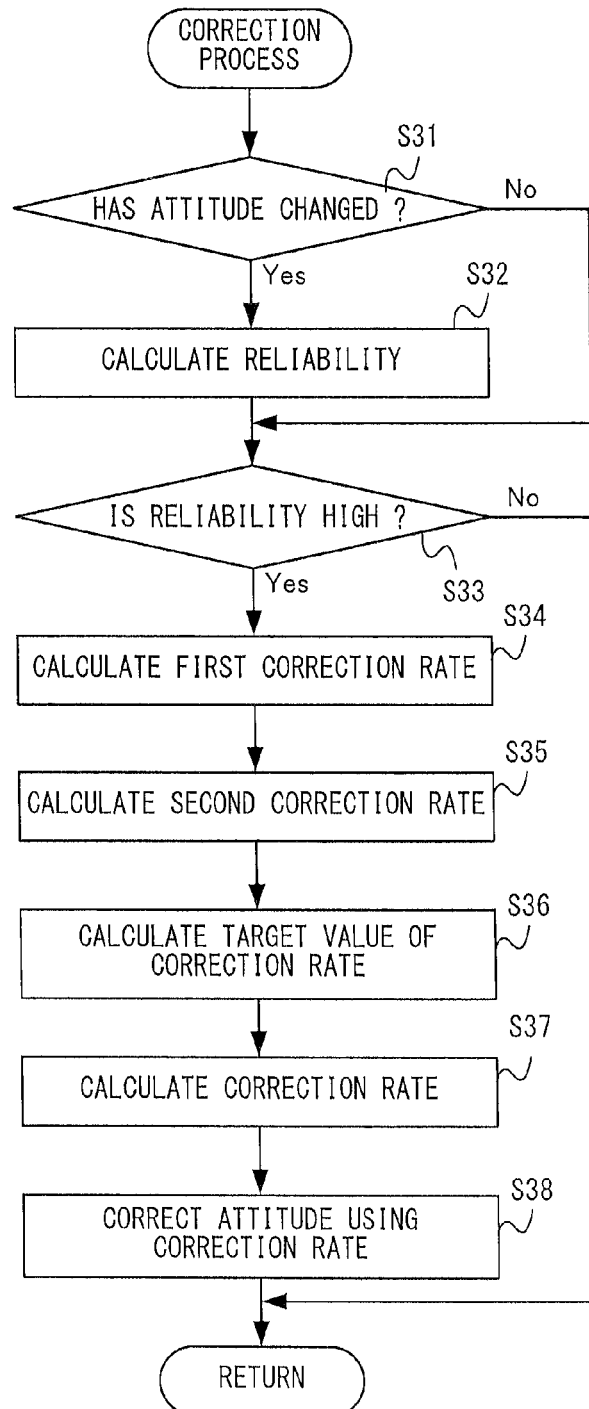 CORRECTION
PROCESS
S31
HAS ATTITUDE CHANGED ?
No
Yes
S32
CALCULATE RELIABILITY
IS RELIABILITY HIGH ?
No
S33
Yes
S34
CALCULATE FIRST CORRECTION RATE
S35
CALCULATE SECOND CORRECTION RATE
S36
CALCULATE TARGET VALUE OF
CORRECTION RATE
S37
CALCULATE CORRECTION RATE
S38
CORRECT ATTITUDE USING
CORRECTION RATE
RETURN